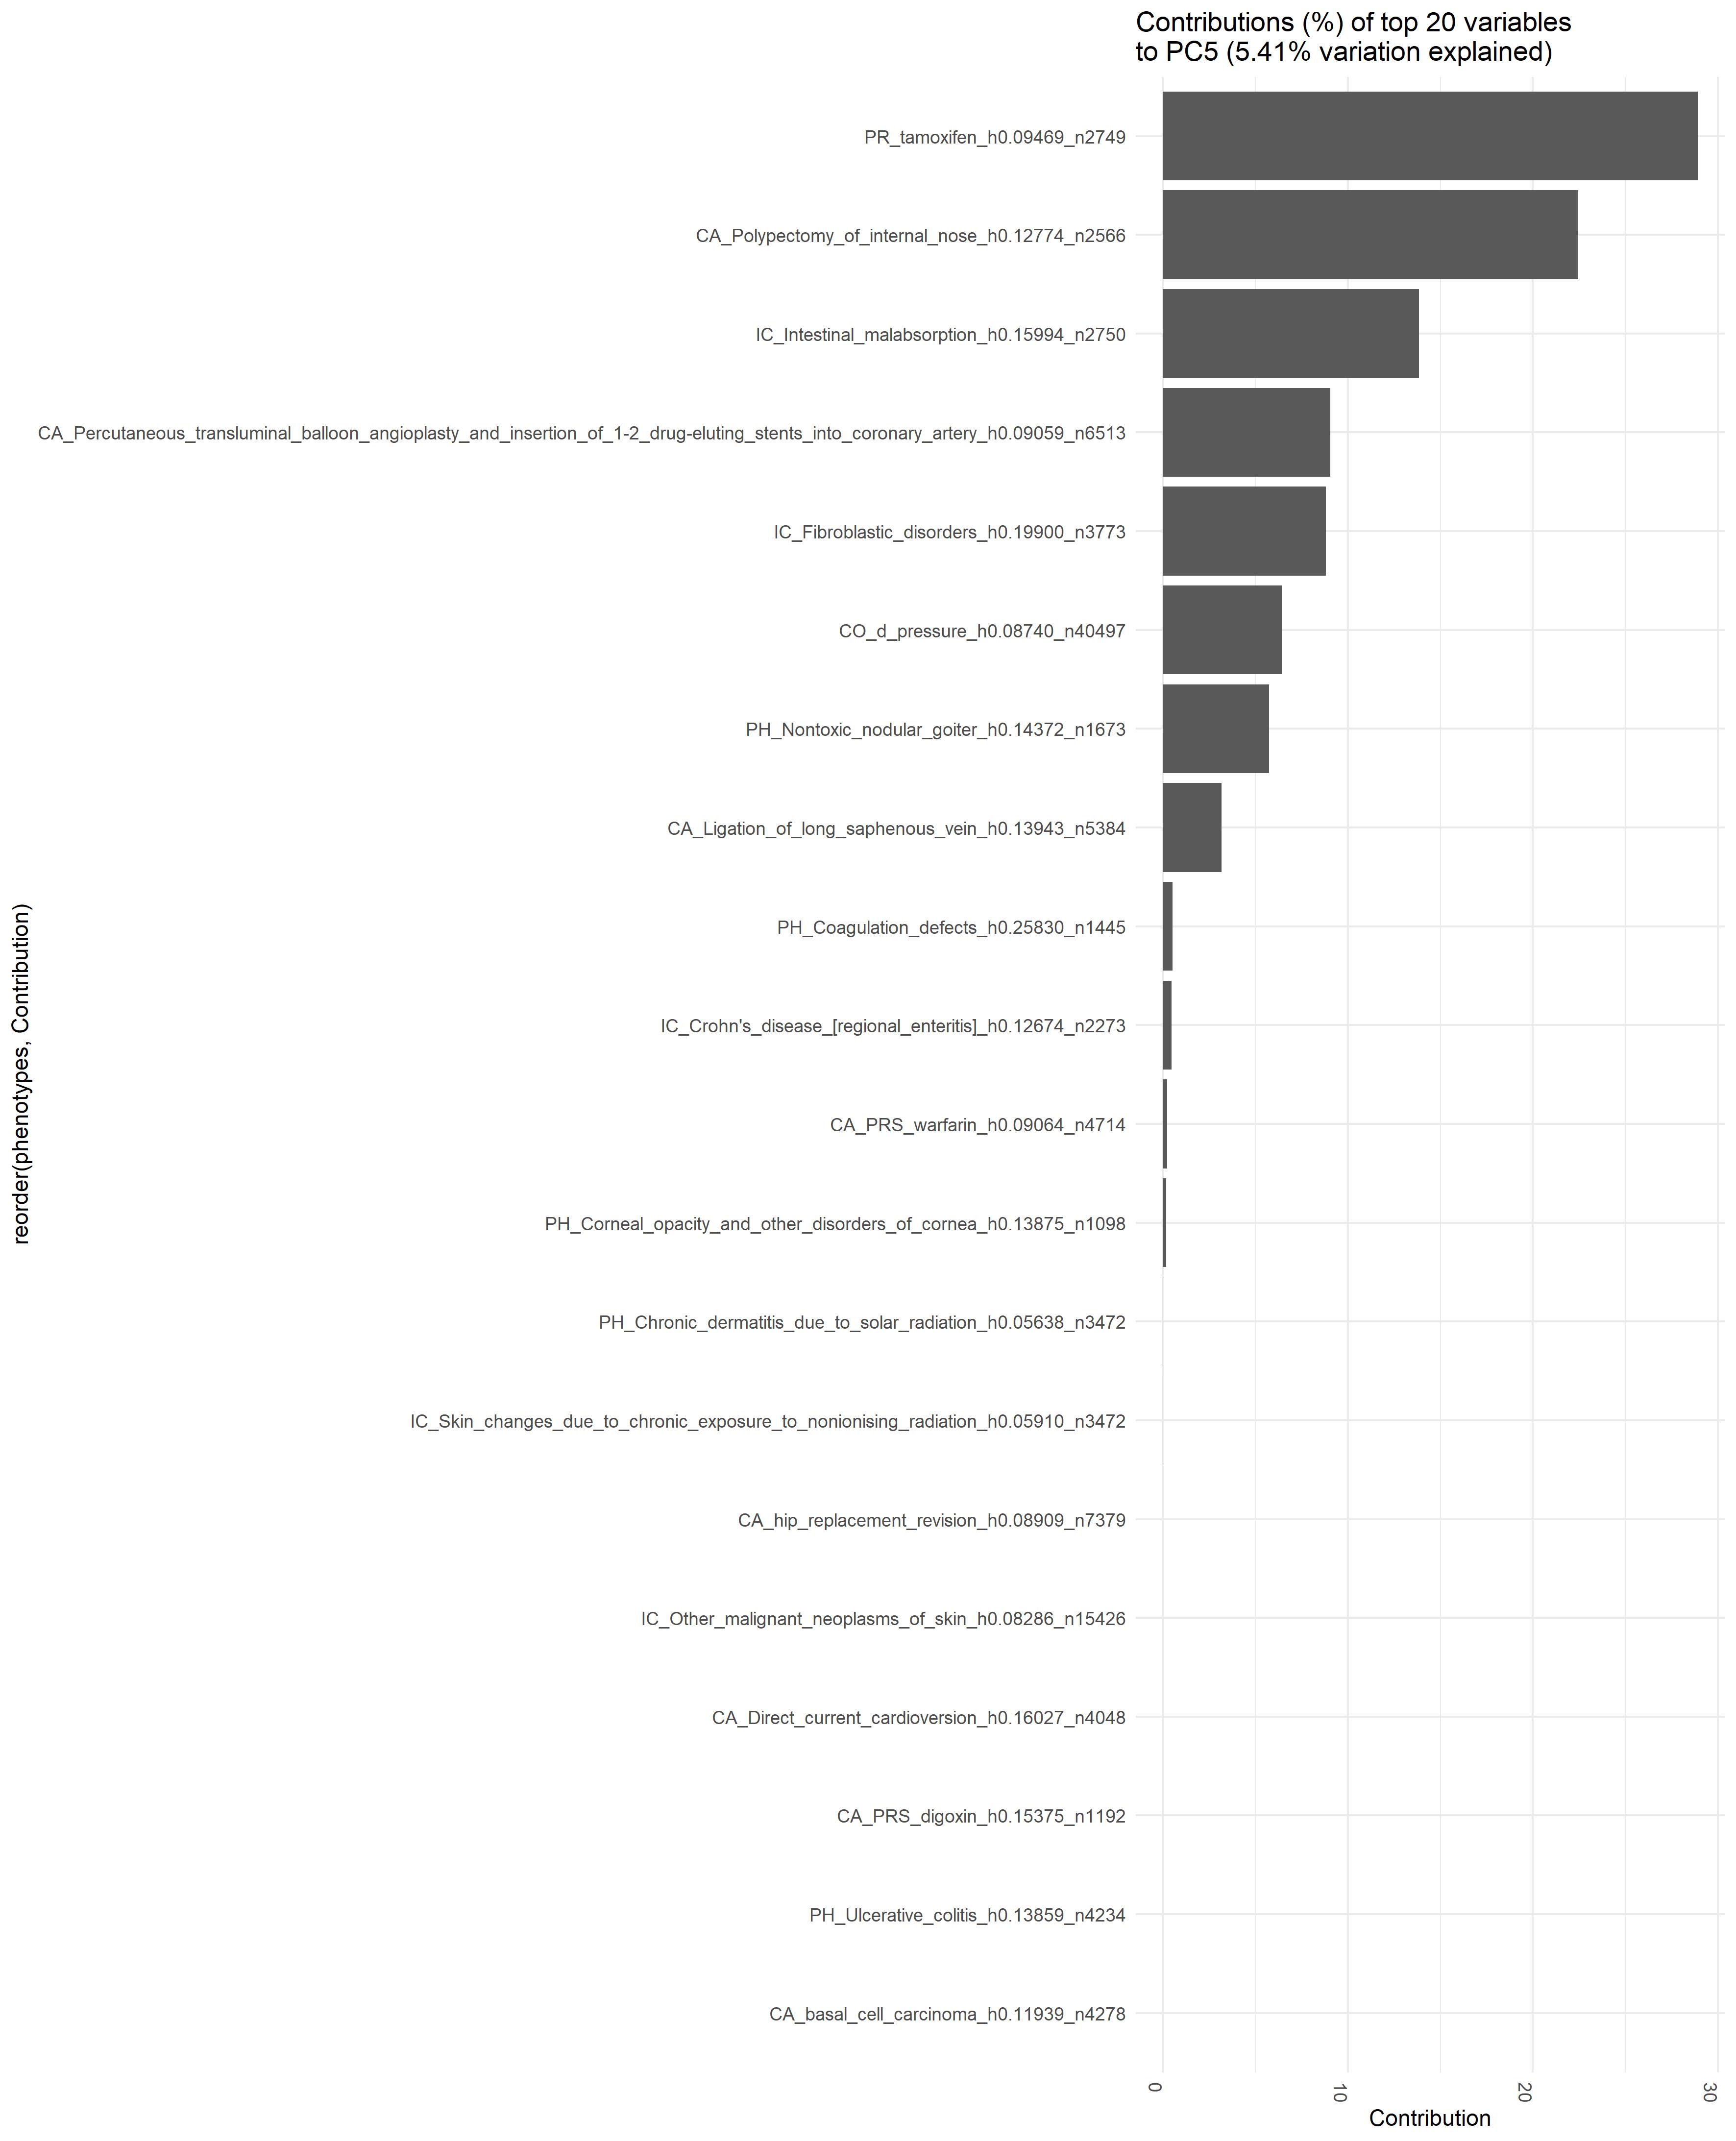 Contributions (%) of top 20 variables
to PC5 (5.41% variation explained)
PR_tamoxifen_h0.09469_n2749
CA_Polypectomy_of_internal_nose_h0.12774_n2566
IC_Intestinal_malabsorption_h0.15994_n2750
CA_Percutaneous_transluminal_balloon_angioplasty_and_insertion_of_1-2_drug-eluting_stents_into_coronary_artery_h0.09059_n6513
IC_Fibroblastic_disorders_h0.19900_n3773
CO_d_pressure_h0.08740_n40497
PH_Nontoxic_nodular_goiter_h0.14372_n1673
CA_Ligation_of_long_saphenous_vein_h0.13943_n5384
PH_Coagulation_defects_h0.25830_n1445
IC_Crohn's_disease_[regional_enteritis]_h0.12674_n2273
CA_PRS_warfarin_h0.09064_n4714
PH_Corneal_opacity_and_other_disorders_of_cornea_h0.13875_n1098
PH_Chronic_dermatitis_due_to_solar_radiation_h0.05638_n3472
IC_Skin_changes_due_to_chronic_exposure_to_nonionising_radiation_h0.05910_n3472
CA_hip_replacement_revision_h0.08909_n7379
IC_Other_malignant_neoplasms_of_skin_h0.08286_n15426
CA_Direct_current_cardioversion_h0.16027_n4048
CA_PRS_digoxin_h0.15375_n1192
PH_Ulcerative_colitis_h0.13859_n4234
CA_basal_cell_carcinoma_h0.11939_n4278
reorder(phenotypes, Contribution)
0
10
20
30
Contribution